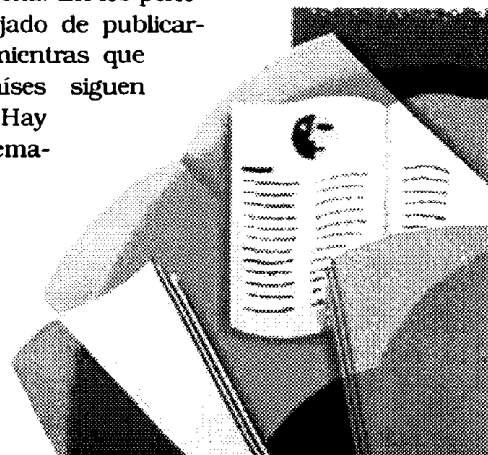 jado de publicar-
mientras que
íses siguen
Hay
ema-